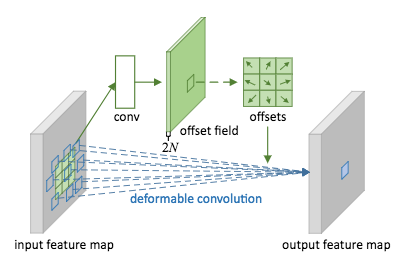 conv
offset field
offsets
2N
deformable convolution
input feature map
output feature map